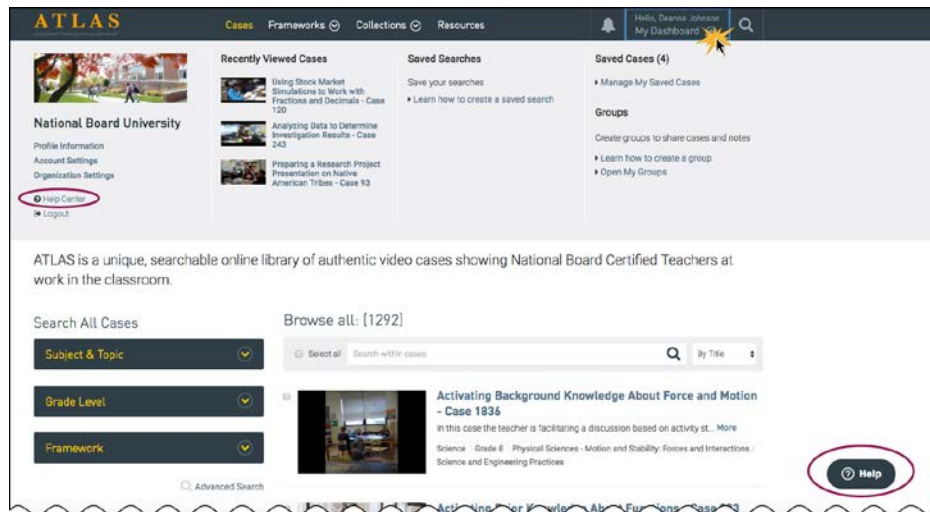 ATLAS
Cases Frameworks Collections Resources
Hello, Deanna Johnson
My Dashboard
National Board University
Profile Information
Account Settings
Organization Settings
Help Center
Logout
Recently Viewed Cases
Using Stock Market
Simulations to Work with
Fractions and Decimals - Case
120
Analyzing Data to Determine
Investigation Results - Case
243
Preparing a Research Project
Presentation on Native
American Tribes - Case 93
Saved Searches
Save your searches
Learn how to create a saved search
Saved Cases (4)
Manage My Saved Cases
Groups
Create groups to share cases and notes
Learn how to create a group
Open My Groups
ATLAS is a unique, searchable online library of authentic video cases showing National Board Certified Teachers at
work in the classroom.
Search All Cases
Subject & Topic
Grade Level
Framework
Advanced Search
Browse all: [1292]
Select all Search within cases By Title
Activating Background Knowledge About Force and Motion
- Case 1836
In this case the teacher is facilitating a discussion based on activity st... More
Science Grade 8 Physical Sciences - Motion and Stability: Forces and Interactions
Science and Engineering Practices
Help